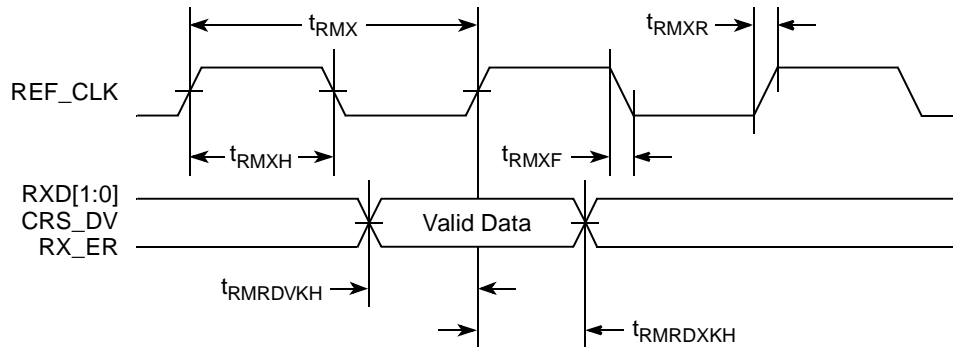 tRMX
tRMXR
REF_CLK
tRMXH
tRMXF
RXD[1:0]
CRS_DV
RX_ER
Valid Data
tRMRDVKH
tRMRDXKH